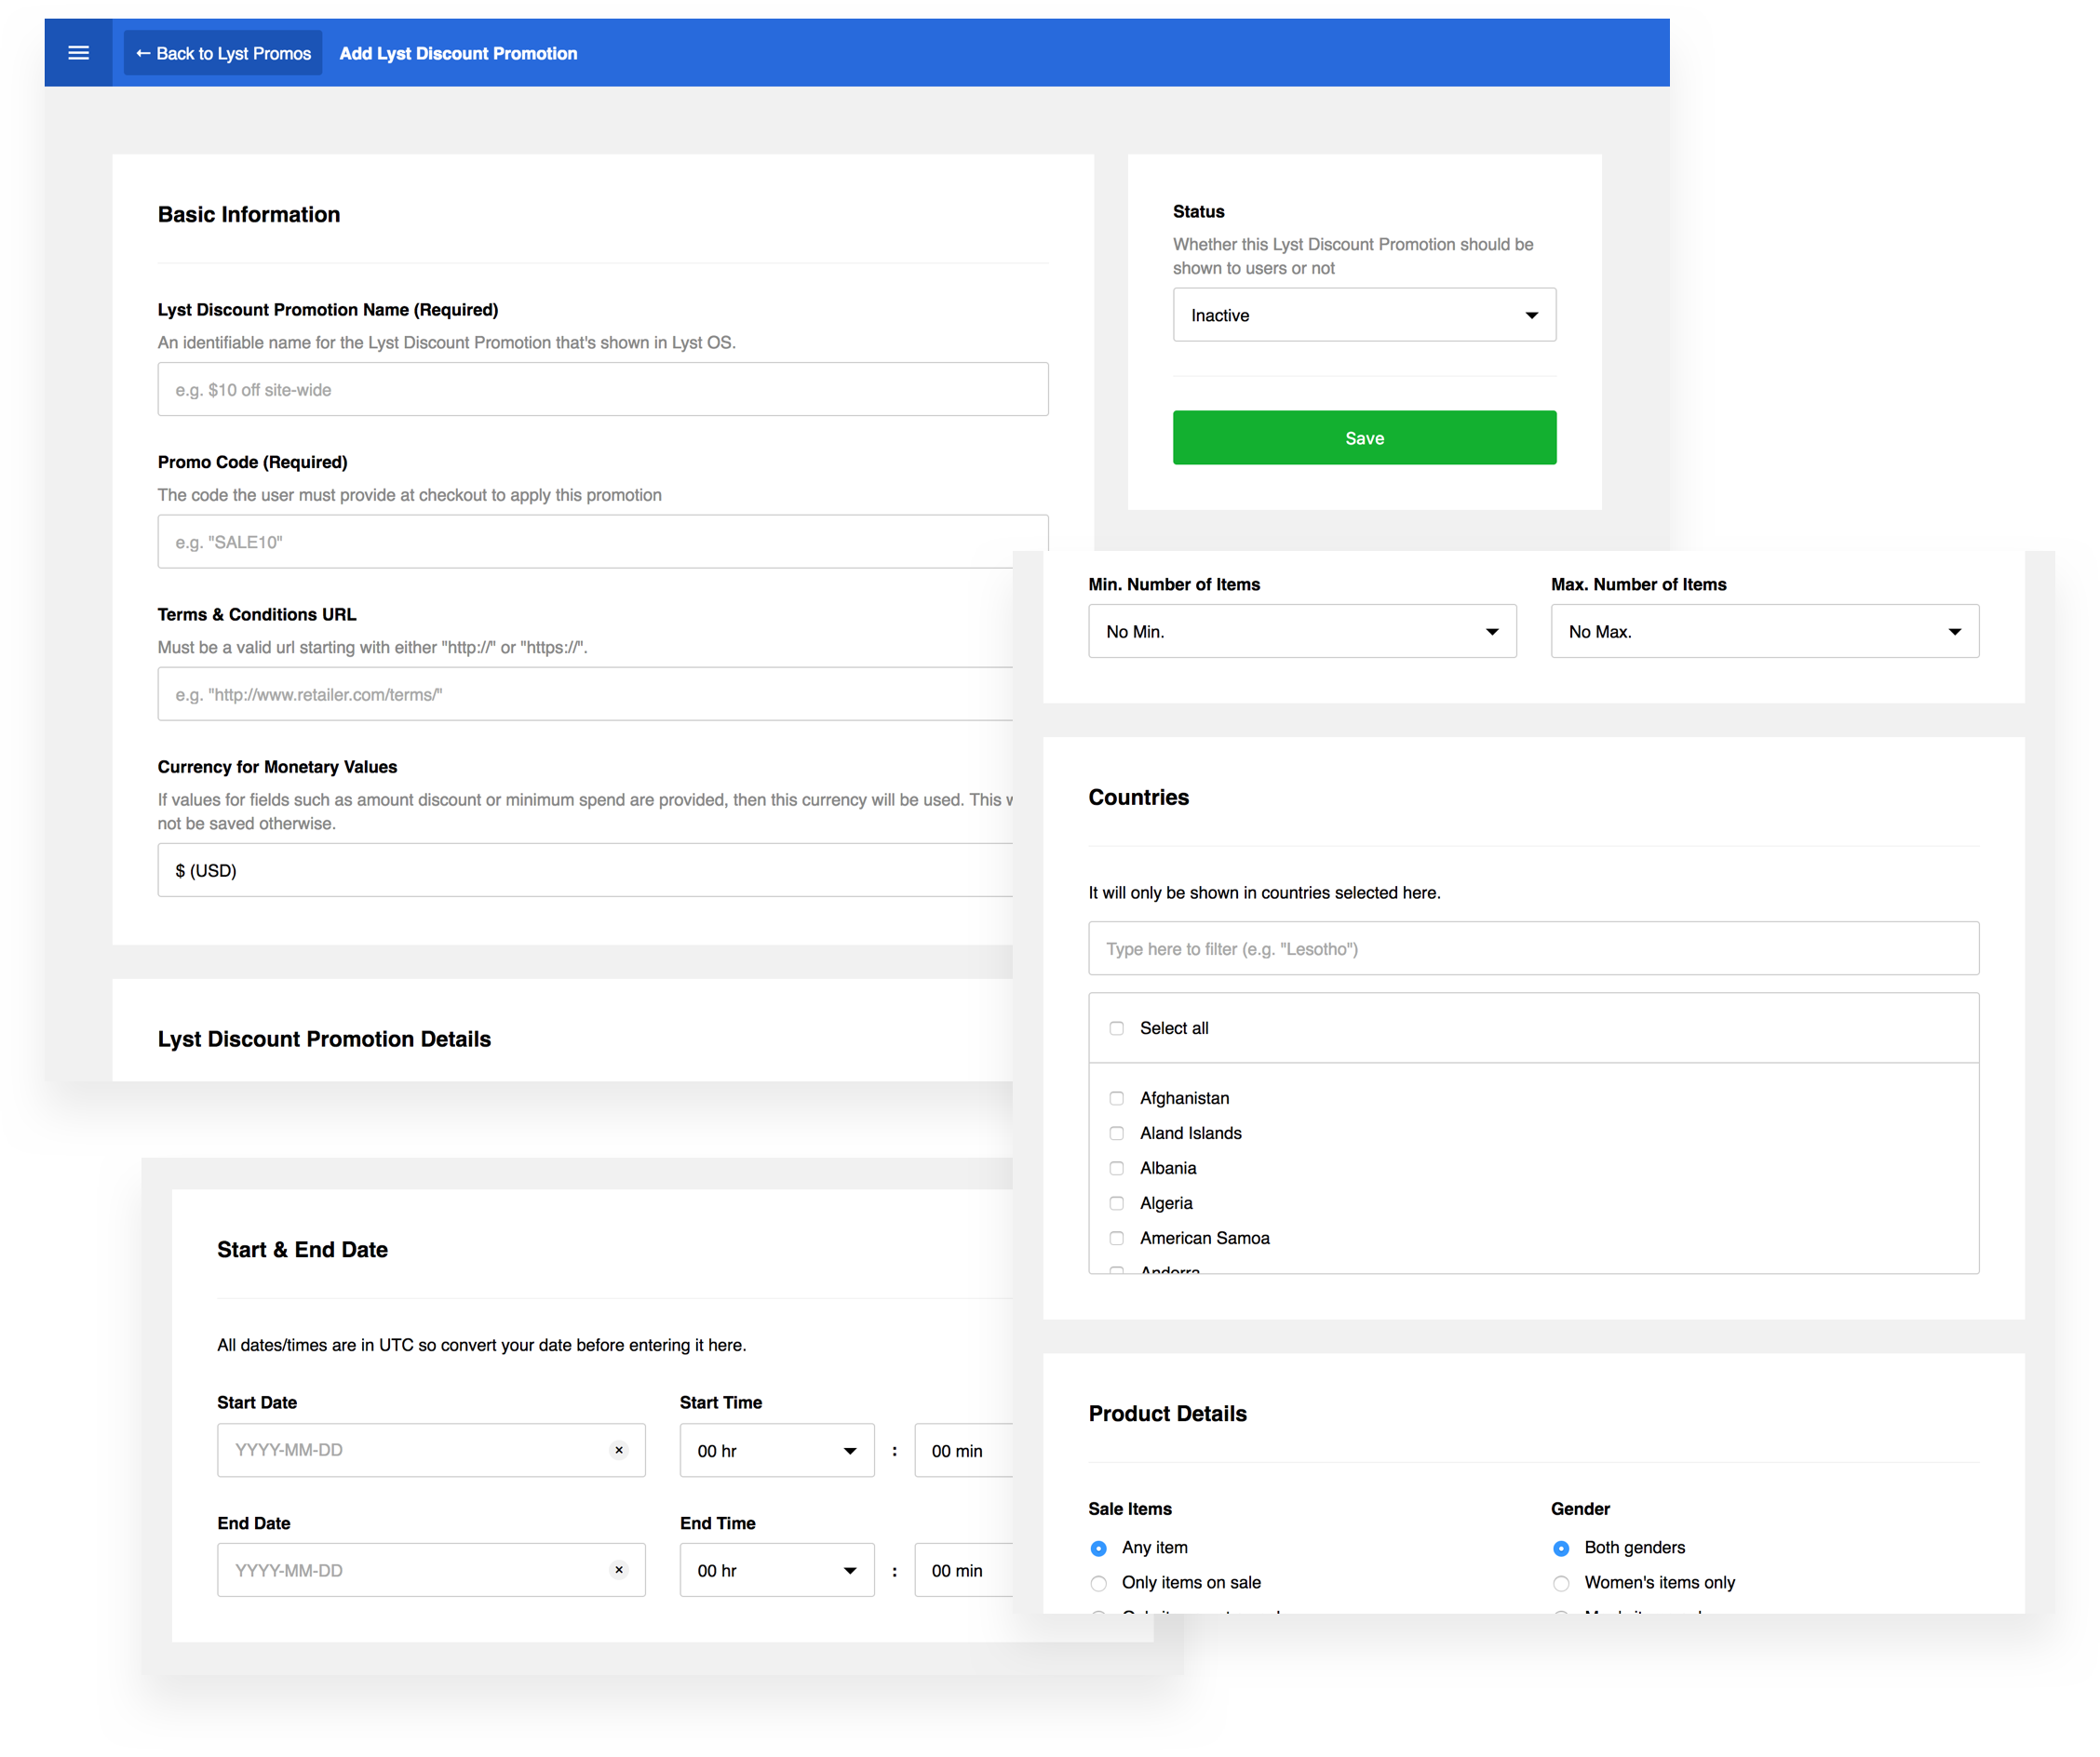 ← Back to Lyst Promos
Add Lyst Discount Promotion
Basic Information
Lyst Discount Promotion Name (Required)
An identifiable name for the Lyst Discount Promotion that's shown in Lyst OS.
e.g. $10 off site-wide
Promo Code (Required)
The code the user must provide at checkout to apply this promotion
e.g. "SALE10"
Terms & Conditions URL
Must be a valid url starting with either "http://" or "https://".
e.g. "http://www.retailer.com/terms/"
Currency for Monetary Values
If values for fields such as amount discount or minimum spend are provided, then this currency will be used. This
not be saved otherwise.
$ (USD)
Lyst Discount Promotion Details
Status
Whether this Lyst Discount Promotion should be
shown to users or not
Inactive
Save
Min. Number of Items
No Min.
Max. Number of Items
No Max.
Countries
It will only be shown in countries selected here.
Type here to filter (e.g. "Lesotho")
Select all
Afghanistan
Aland Islands
Albania
Algeria
American Samoa
Andorra
Product Details
Sale Items
Any item
Only items on sale
Gender
Both genders
Women's items only
Start & End Date
All dates/times are in UTC so convert your date before entering it here.
Start Date
YYYY-MM-DD
×
Start Time
00 hr
:
00 min
End Date
YYYY-MM-DD
×
End Time
00 hr
:
00 min